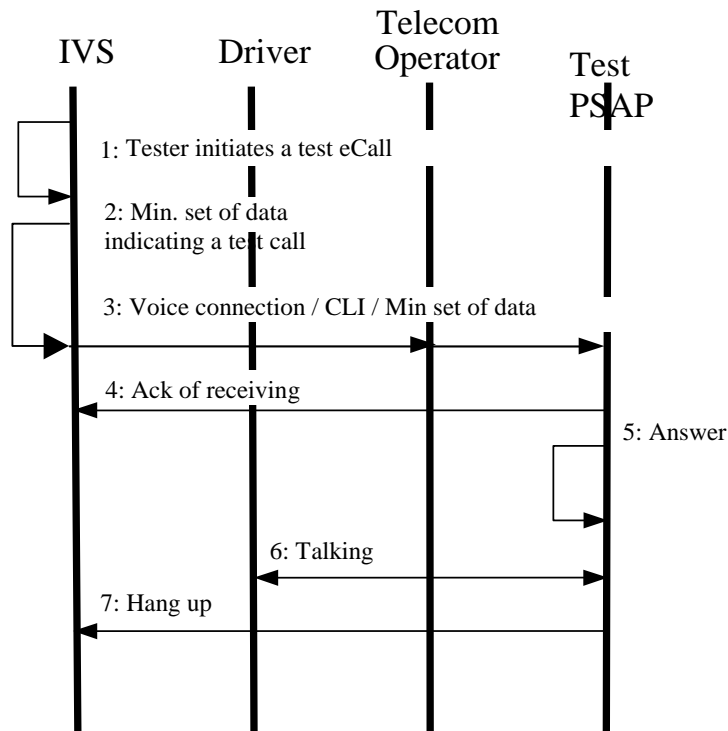 IVS
Driver
Telecom
Operator
Test
PSAP
1: Tester initiates a test eCall
2: Min. set of data
indicating a test call
3: Voice connection / CLI / Min set of data
4: Ack of receiving
5: Answer
6: Talking
7: Hang up